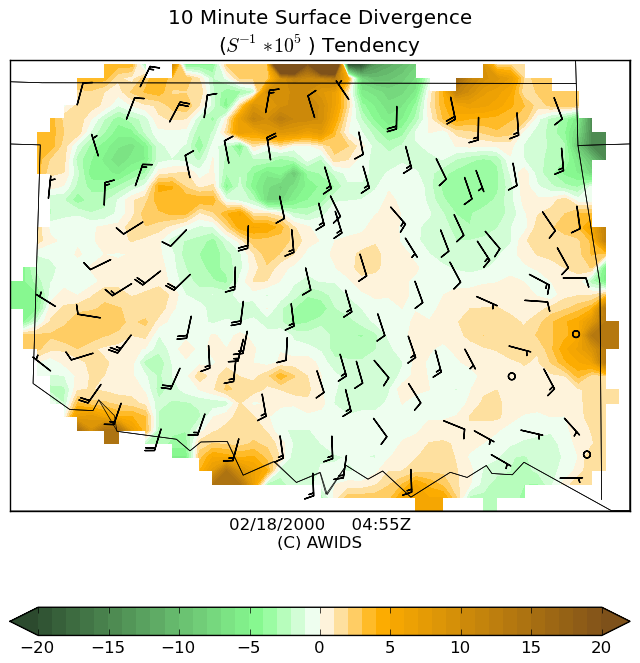 10 Minute Surface Divergence
(S⁻¹ *10⁵ ) Tendency
02/18/2000 04:55Z
(C) AWIDS
−20 −15 −10 −5 0 5 10 15 20